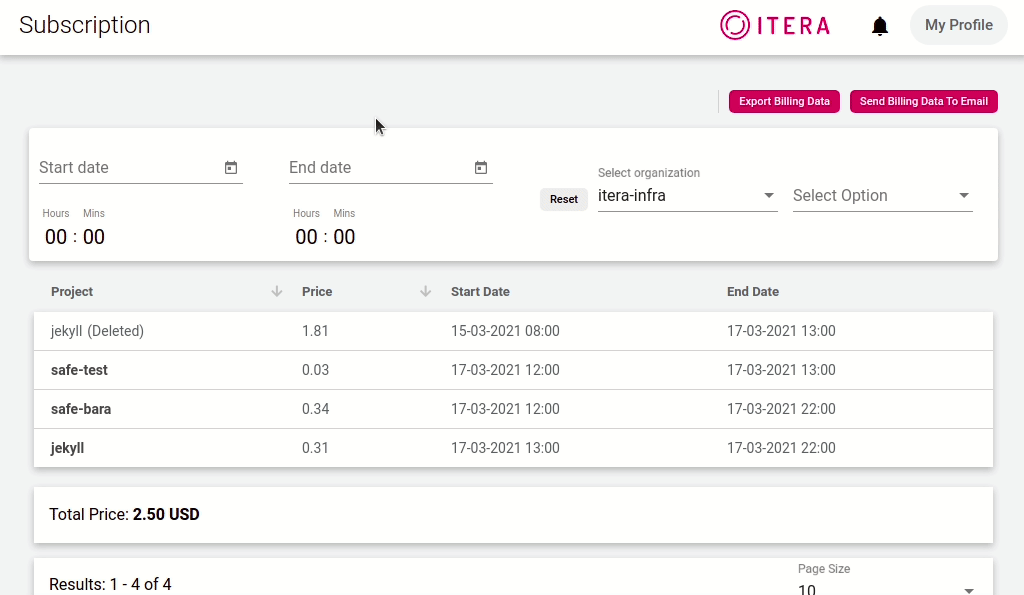 Subscription
ITERA
My Profile
Export Billing Data
Send Billing Data To Email
Start date
End date
Select organization
itera-infra
Select Option
Reset
Hours Mins
Hours Mins
00 : 00
00 : 00
Project Price Start Date End Date
jekyll (Deleted) 1.81 15-03-2021 08:00 17-03-2021 13:00
safe-test 0.03 17-03-2021 12:00 17-03-2021 13:00
safe-bara 0.34 17-03-2021 12:00 17-03-2021 22:00
jekyll 0.31 17-03-2021 13:00 17-03-2021 22:00
Total Price: 2.50 USD
Results: 1 - 4 of 4
Page Size
10